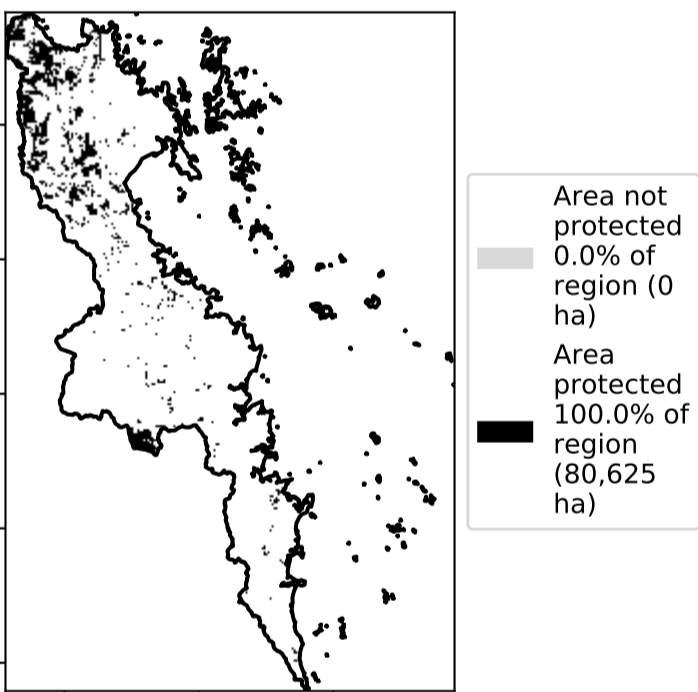 Area not
protected
0.0% of
region (0
ha)
Area
protected
100.0% of
region
(80,625
ha)